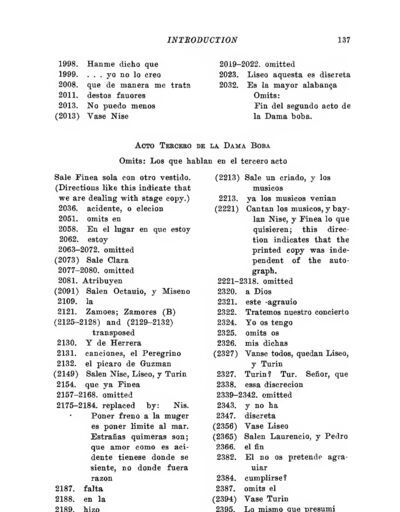 INTRODUCTION 137
1998. Hanme dicho que
1999. . . . yo no lo creo
2008. que de manera me trata
2011. destos fauores
2013. No puedo menos
(2013) Vase Nise
2019-2022. omitted
2023. Liseo aquesta es discreta
2032. Es la mayor alabança
Omits:
Fin del segundo acto de
la Dama boba.
ACTO TERCERO DE LA DAMA BOBA
Omits: Los que hablan en el tercero acto
Sale Finea sola con otro vestido.
(Directions like this indicate that
we are dealing with stage copy.)
2036. acidente, o elecion
2051. omits en
2058. En el lugar en que estoy
2062. estoy
2063-2072. omitted
(2073) Sale Clara
2077-2080. omitted
2081. Atribuyen
(2091) Salen Octauio, y Miseno
2109. la
2121. Zamoes; Zamores (B)
(2125-2128) and (2129-2132)
transposed
2130. Y de Herrera
2131. canciones, el Peregrino
2132. el picaro de Guzman
(2149) Salen Nise, Liseo, y Turin
2154. que ya Finea
2157-2168. omitted
2175-2184. replaced by: Nis.
Poner freno a la muger
es poner limite al mar.
Estrañas quimeras son;
que amor como es aci-
dente tienese donde se
siente, no donde fuera
razon
2187. falta
2188. en la
2189. hizo
(2213) Sale un criado, y los
musicos
2213. ya los musicos venian
(2221) Cantan los musicos, y bay-
lan Nise, y Finea lo que
quisieren; this direc-
tion indicates that the
printed copy was inde-
pendent of the auto-
graph.
2221-2318. omitted
2320. a Dios
2321. este -agrauio
2322. Tratemos nuestro concierto
2324. Yo os tengo
2325. omits os
2326. mis dichas
(2327) Vanse todos, quedan Liseo,
y Turin
2327. Turin? Tur. Señor, que
2338. essa discrecion
2339-2342. omitted
2343. y no ha
2347. discreta
(2356) Vase Liseo
(2365) Salen Laurencio, y Pedro
2366. el fin
2382. El no os pretende agra-
uiar
2384. cumplirse?
2387. omits el
(2394) Vase Turin
2395. Lo mismo que presumi